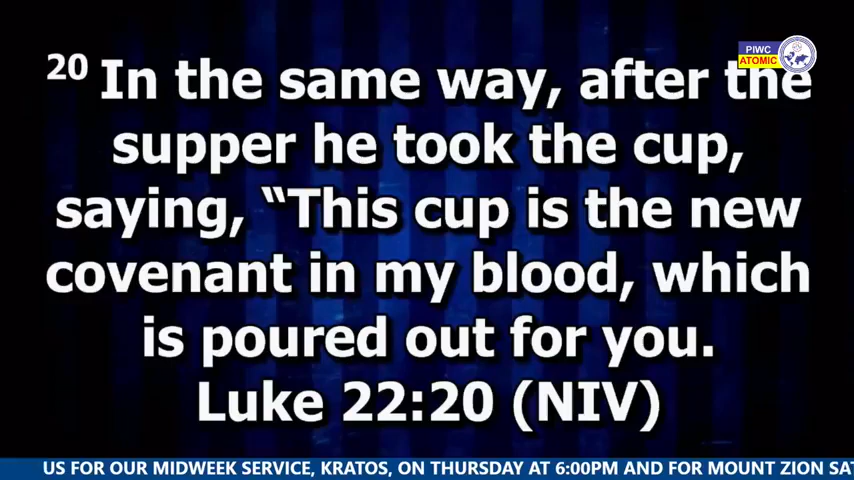 PIWC
ATOMIC
20 In the same way, after the
supper he took the cup,
saying, “This cup is the new
covenant in my blood, which
is poured out for you.
Luke 22:20 (NIV)
US FOR OUR MIDWEEK SERVICE, KRATOS, ON THURSDAY AT 6:00PM AND FOR MOUNT ZION SAT